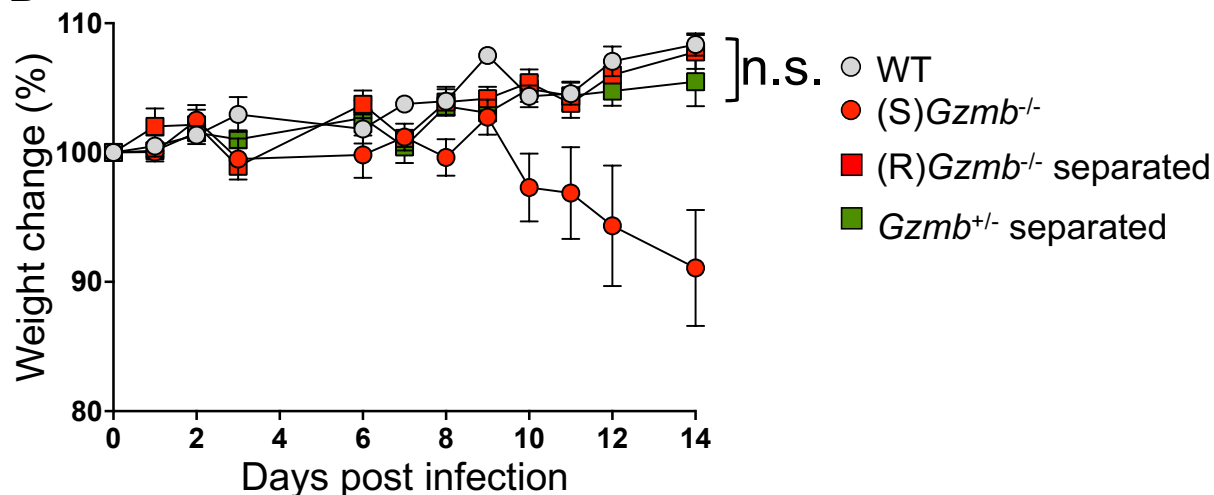 110
100
90
80
Weight change (%)
0 2 4 6 8 10 12 14
Days post infection
n.s.
WT
(S)Gzmb-/-
(R)Gzmb-/- separated
Gzmb+/- separated